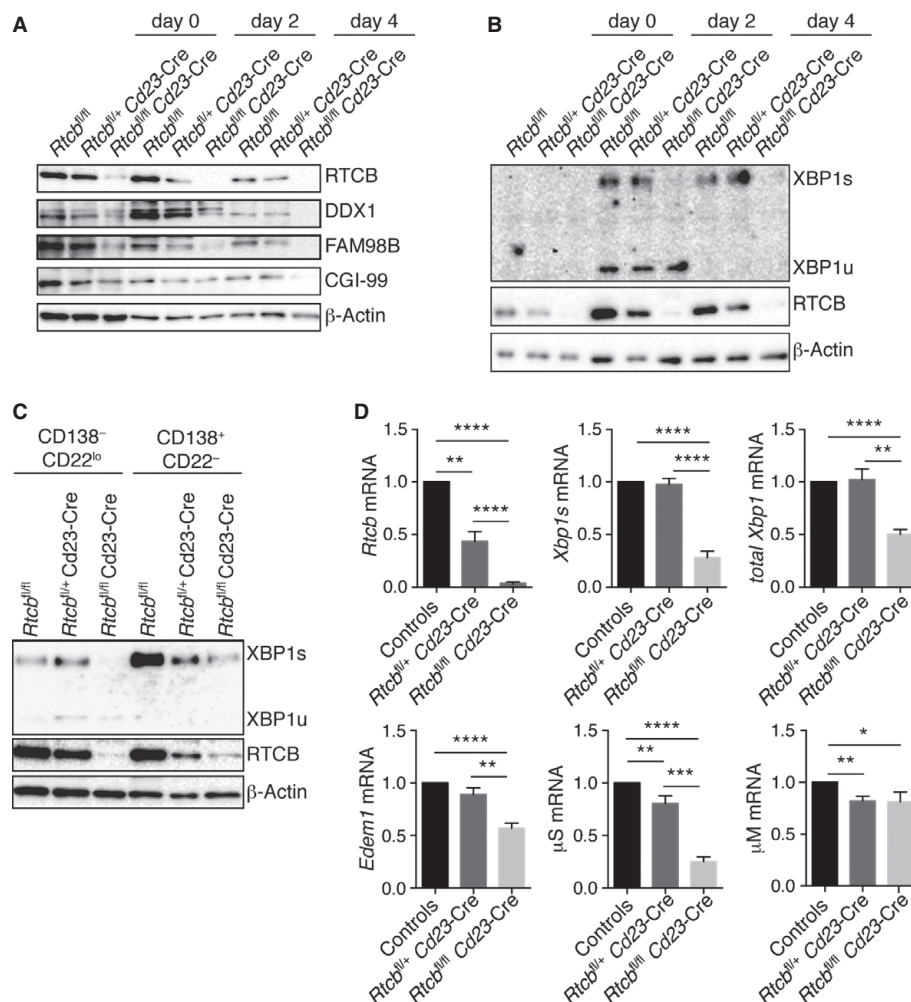 A
day 0 day 2 day 4
Rtcb^fl/fl
Rtcb^fl/+ Cd23-Cre
Rtcb^fl/fl Cd23-Cre
Rtcb^fl/fl
Rtcb^fl/+ Cd23-Cre
Rtcb^fl/fl Cd23-Cre
Rtcb^fl/fl
Rtcb^fl/+ Cd23-Cre
Rtcb^fl/fl Cd23-Cre
RTCB
DDX1
FAM98B
CGI-99
β-Actin
B
day 0 day 2 day 4
Rtcb^fl/fl
Rtcb^fl/+ Cd23-Cre
Rtcb^fl/fl Cd23-Cre
Rtcb^fl/fl
Rtcb^fl/+ Cd23-Cre
Rtcb^fl/fl Cd23-Cre
Rtcb^fl/fl
Rtcb^fl/+ Cd23-Cre
Rtcb^fl/fl Cd23-Cre
XBP1s
XBP1u
RTCB
β-Actin
C
CD138⁻ CD138⁺
CD22^lo CD22⁻
Rtcb^fl/fl
Rtcb^fl/+ Cd23-Cre
Rtcb^fl/fl Cd23-Cre
Rtcb^fl/fl
Rtcb^fl/+ Cd23-Cre
Rtcb^fl/fl Cd23-Cre
XBP1s
XBP1u
RTCB
β-Actin
D
Rtcb mRNA
1.5
1.0
0.5
0.0
****
**
****
Controls
Rtcb^fl/+ Cd23-Cre
Rtcb^fl/fl Cd23-Cre
Xbp1s mRNA
1.5
1.0
0.5
0.0
****
****
Controls
Rtcb^fl/+ Cd23-Cre
Rtcb^fl/fl Cd23-Cre
total Xbp1 mRNA
1.5
1.0
0.5
0.0
****
**
Controls
Rtcb^fl/+ Cd23-Cre
Rtcb^fl/fl Cd23-Cre
Edem1 mRNA
1.5
1.0
0.5
0.0
****
**
Controls
Rtcb^fl/+ Cd23-Cre
Rtcb^fl/fl Cd23-Cre
μS mRNA
1.5
1.0
0.5
0.0
****
**
***
Controls
Rtcb^fl/+ Cd23-Cre
Rtcb^fl/fl Cd23-Cre
μM mRNA
1.5
1.0
0.5
0.0
*
**
Controls
Rtcb^fl/+ Cd23-Cre
Rtcb^fl/fl Cd23-Cre